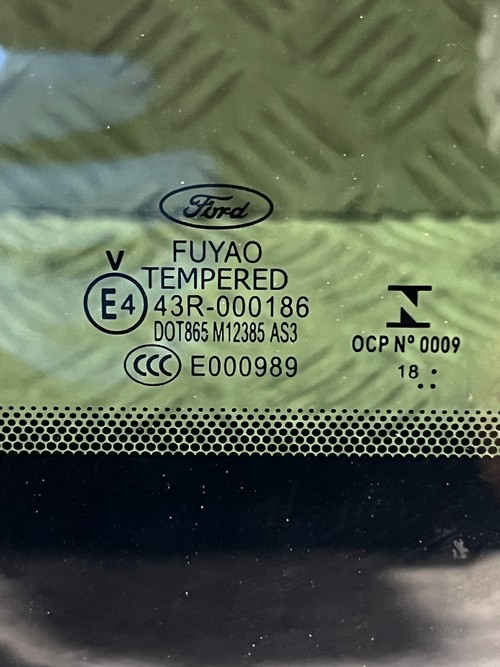 Ford
FUYAO
V
TEMPERED
E4 43R-000186
DOT865 M12385 AS3
CCC E000989
OCP Nº 0009
18